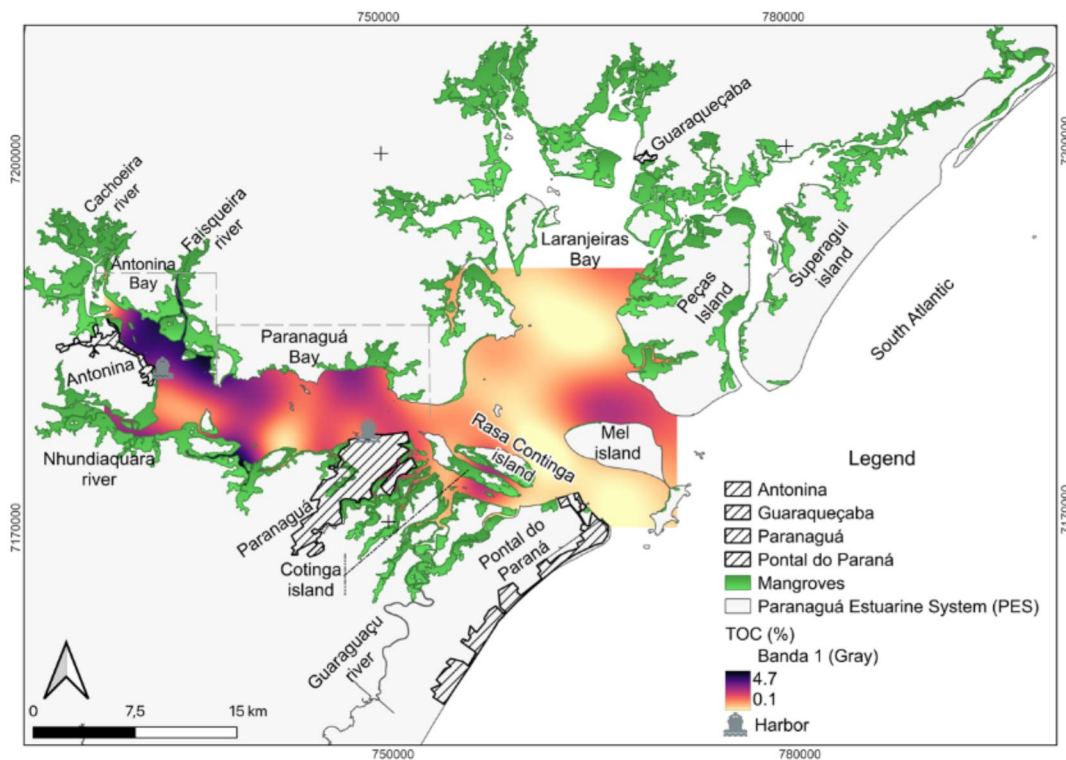 750000
780000
7200000
7200000
Guaraqueçaba
Cachoeira
river
Faisqueira
river
Antonina
Bay
Laranjeiras
Bay
Peças
Island
Superagui
island
South Atlantic
Paranaguá
Bay
Antonina
Rasa Continga
island
Mel
island
Nhundiaquara
river
Paranaguá
Cotinga
island
Pontal do
Paraná
Guaraguaçu
river
7170000
7170000
Legend
Antonina
Guaraqueçaba
Paranaguá
Pontal do Paraná
Mangroves
Paranaguá Estuarine System (PES)
TOC (%)
Banda 1 (Gray)
4.7
0.1
Harbor
0 7,5 15 km
750000
780000